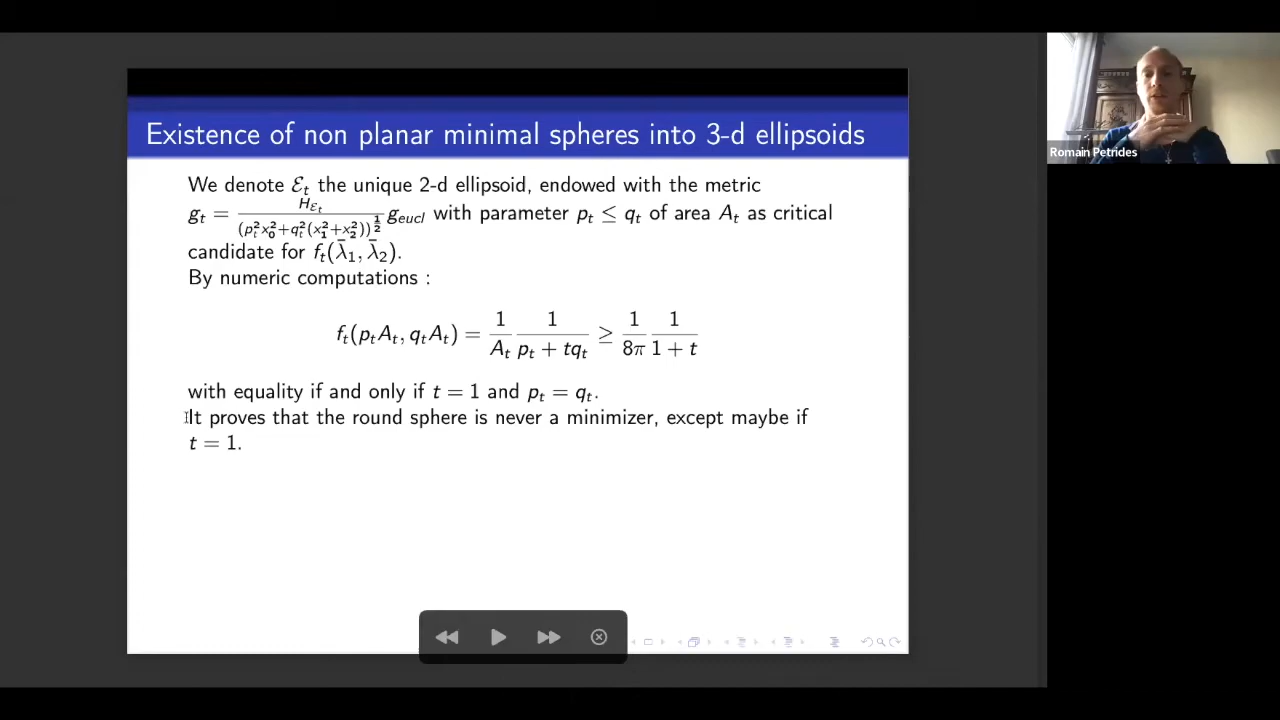 Existence of non planar minimal spheres into 3-d ellipsoids
We denote ℰ_t the unique 2-d ellipsoid, endowed with the metric
g_t = H_{ℰ_t} / (p_t^2 x_0^2 + q_t^2 (x_1^2 + x_2^2))^{1/2} g_{eucl} with parameter p_t ≤ q_t of area A_t as critical
candidate for f_t(λ̄_1, λ̄_2).
By numeric computations :
f_t(p_t A_t, q_t A_t) = 1/A_t 1/(p_t + tq_t) ≥ 1/8π 1/(1 + t)
with equality if and only if t = 1 and p_t = q_t.
It proves that the round sphere is never a minimizer, except maybe if
t = 1.
Romain Petrides